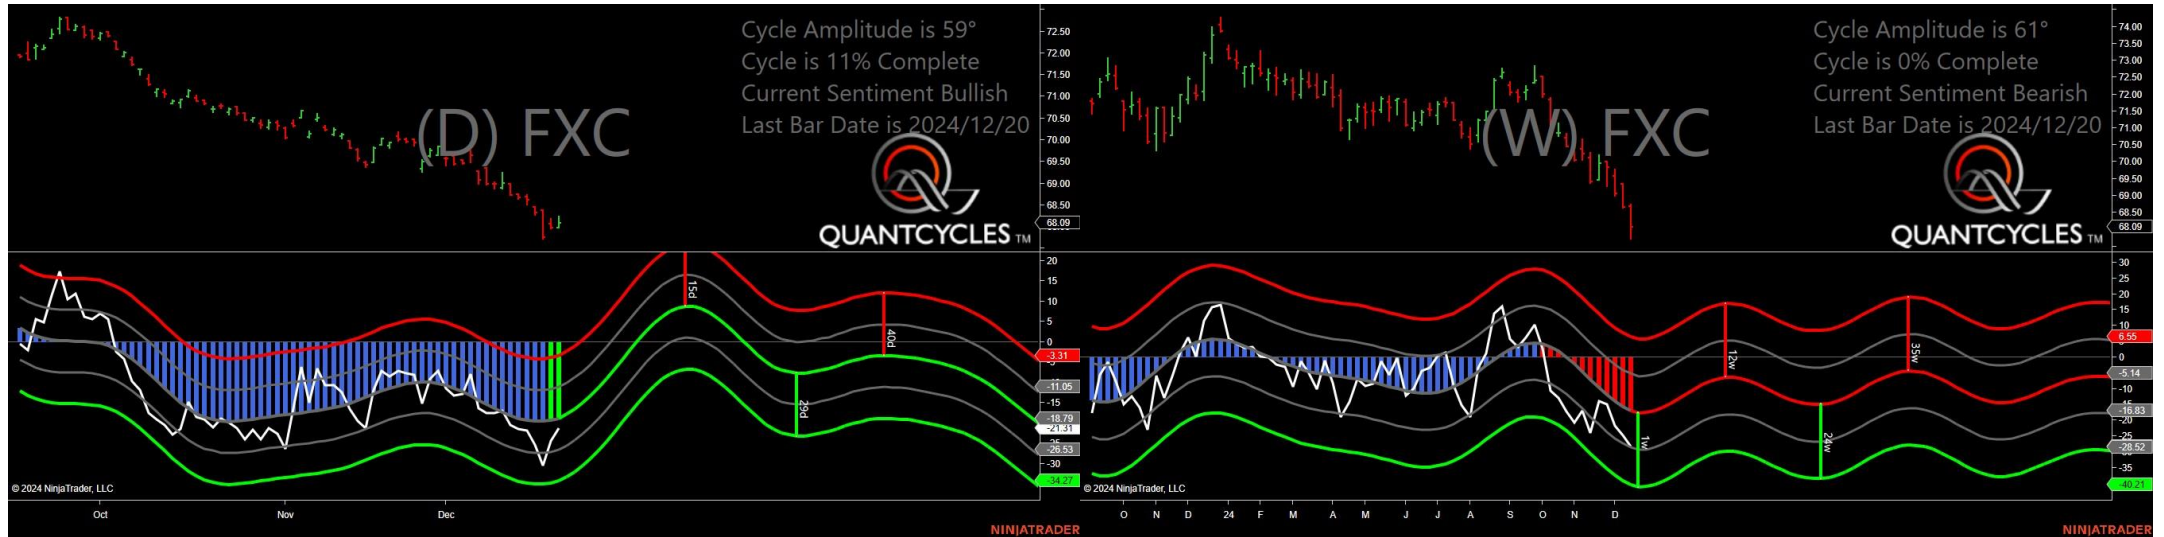 Cycle Amplitude is 59°
Cycle is 11% Complete
Current Sentiment Bullish
Last Bar Date is 2024/12/20
(D) FXC
QUANTCYCLES TM
72.50
72.00
71.50
71.00
70.50
70.00
69.50
69.00
68.50
68.09
20
15
10
5
0
-3.31
-11.05
-15
-18.79
-21.31
-26.53
-30
-34.27
15d
29d
40d
© 2024 NinjaTrader, LLC
Oct Nov Dec
NINJATRADER
Cycle Amplitude is 61°
Cycle is 0% Complete
Current Sentiment Bearish
Last Bar Date is 2024/12/20
(W) FXC
QUANTCYCLES TM
74.00
73.50
73.00
72.50
72.00
71.50
71.00
70.50
70.00
69.50
69.00
68.50
68.09
30
25
20
15
10
6.55
0
-5.14
-10
-16.83
-20
-25
-28.52
-35
-40.21
1w
12w
24w
35w
© 2024 NinjaTrader, LLC
O N D 24 F M A M J J A S O N D
NINJATRADER